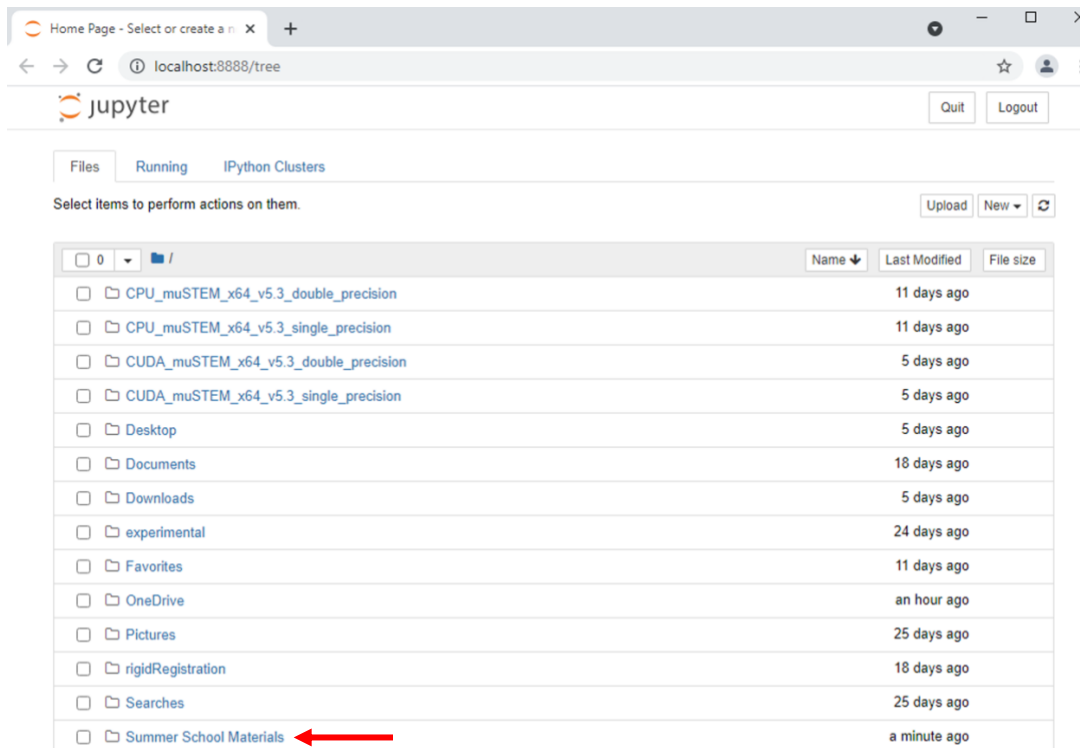 Home Page - Select or create a n
localhost:8888/tree
jupyter
Quit Logout
Files Running IPython Clusters
Select items to perform actions on them.
Upload New
0 / Name Last Modified File size
CPU_muSTEM_x64_v5.3_double_precision 11 days ago
CPU_muSTEM_x64_v5.3_single_precision 11 days ago
CUDA_muSTEM_x64_v5.3_double_precision 5 days ago
CUDA_muSTEM_x64_v5.3_single_precision 5 days ago
Desktop 5 days ago
Documents 18 days ago
Downloads 5 days ago
experimental 24 days ago
Favorites 11 days ago
OneDrive an hour ago
Pictures 25 days ago
rigidRegistration 18 days ago
Searches 25 days ago
Summer School Materials a minute ago